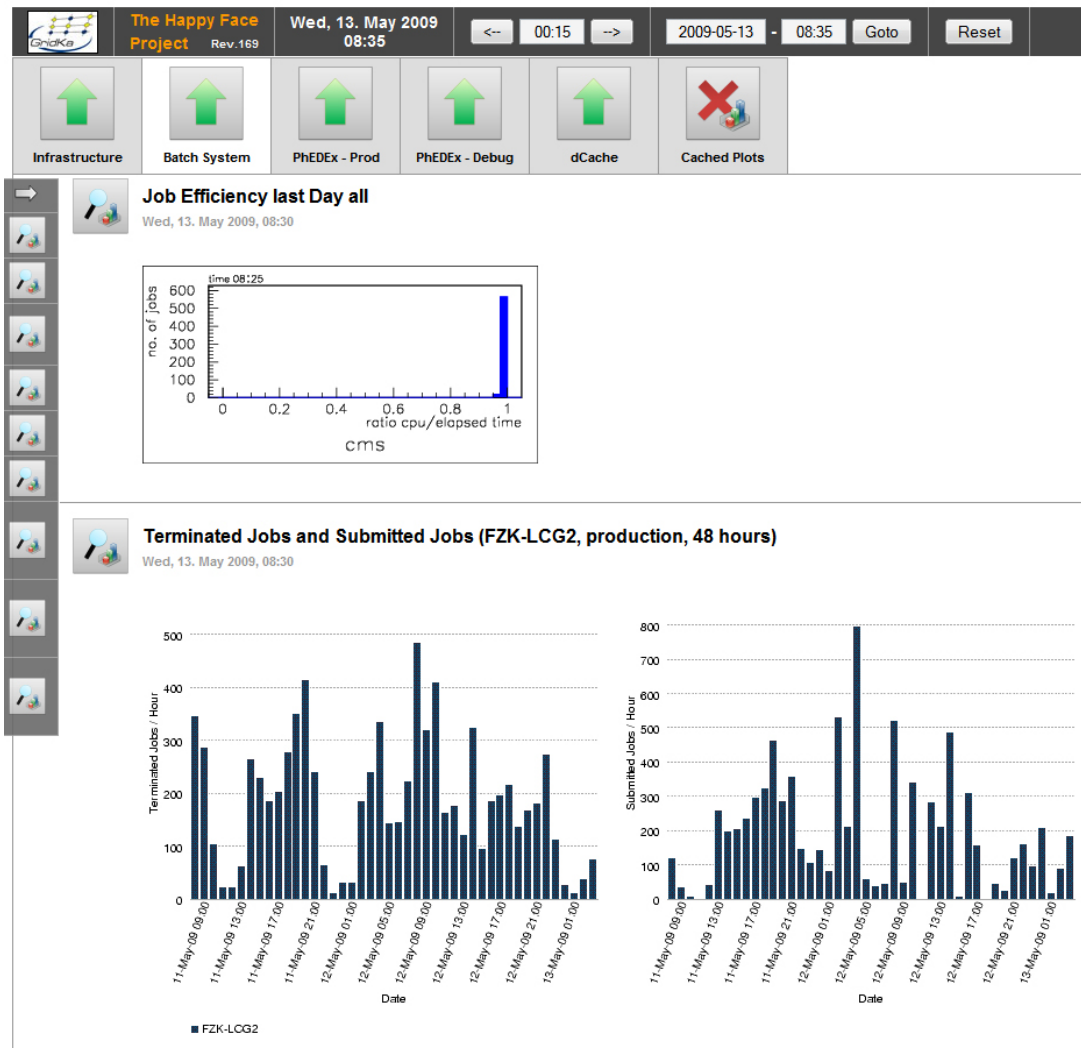 GridKa
The Happy Face
Project Rev.169
Wed, 13. May 2009
08:35
<-- 00:15 --> 2009-05-13 - 08:35 Goto Reset
Infrastructure Batch System PhEDEx - Prod PhEDEx - Debug dCache Cached Plots
Job Efficiency last Day all
Wed, 13. May 2009, 08:30
time 08:25
no. of jobs
600
500
400
300
200
100
0
0 0.2 0.4 0.6 0.8 1
ratio cpu/elapsed time
cms
Terminated Jobs and Submitted Jobs (FZK-LCG2, production, 48 hours)
Wed, 13. May 2009, 08:30
Terminated Jobs / Hour
500
400
300
200
100
0
11-May-09 09:00
11-May-09 13:00
11-May-09 17:00
11-May-09 21:00
12-May-09 01:00
12-May-09 05:00
12-May-09 09:00
12-May-09 13:00
12-May-09 17:00
12-May-09 21:00
13-May-09 01:00
Date
FZK-LCG2
Submitted Jobs / Hour
800
700
600
500
400
300
200
100
0
11-May-09 09:00
11-May-09 13:00
11-May-09 17:00
11-May-09 21:00
12-May-09 01:00
12-May-09 05:00
12-May-09 09:00
12-May-09 13:00
12-May-09 17:00
12-May-09 21:00
13-May-09 01:00
Date